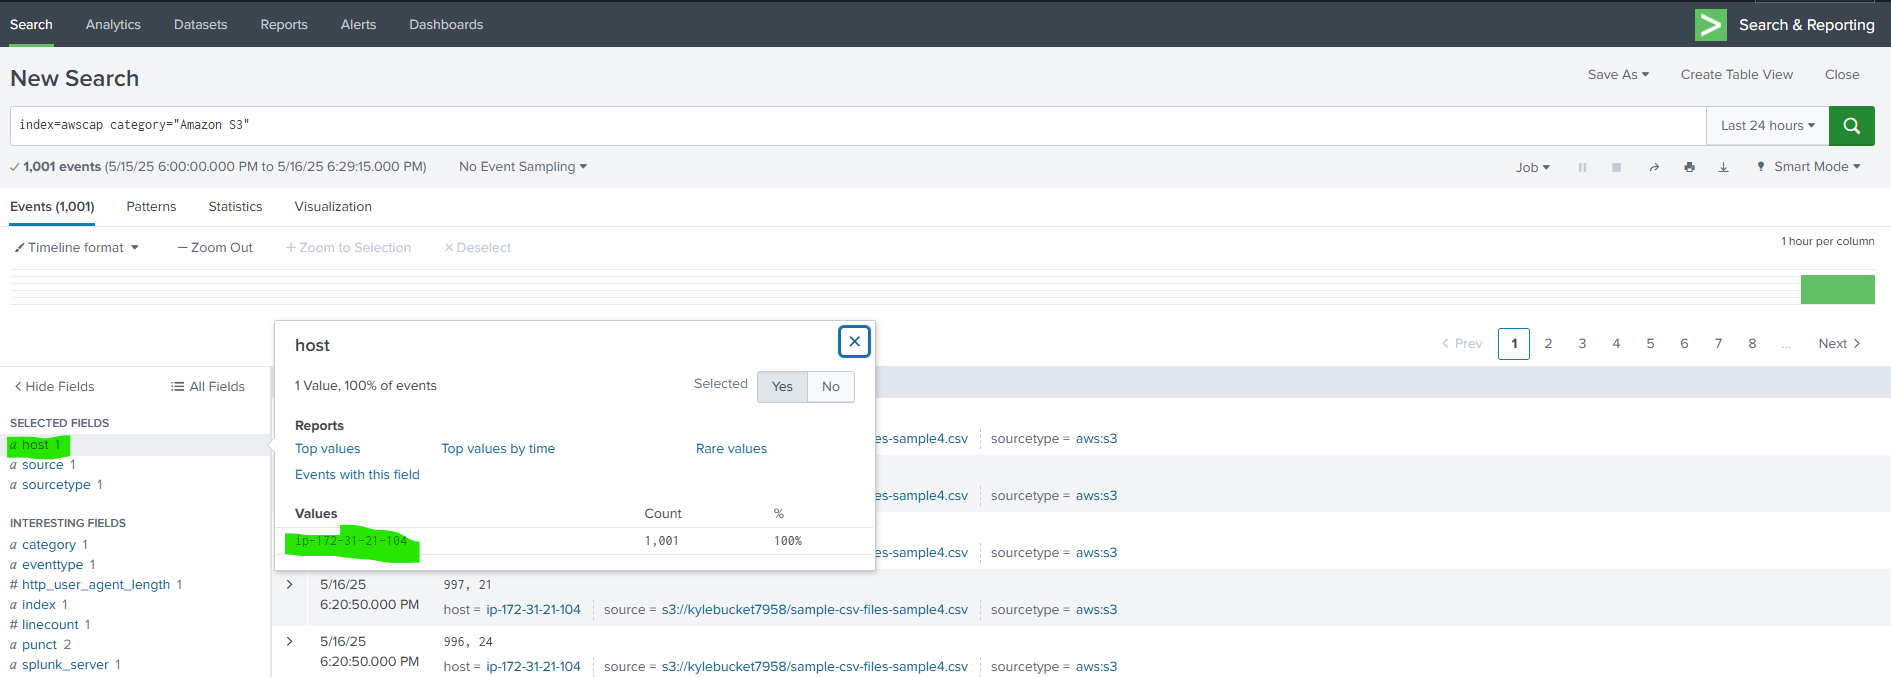 Search Analytics Datasets Reports Alerts Dashboards Search & Reporting
New Search Save As Create Table View Close
index=awscap category="Amazon S3" Last 24 hours
1,001 events (5/15/25 6:00:00.000 PM to 5/16/25 6:29:15.000 PM) No Event Sampling Job Smart Mode
Events (1,001) Patterns Statistics Visualization
Timeline format — Zoom Out + Zoom to Selection × Deselect 1 hour per column
< Prev 1 2 3 4 5 6 7 8 ... Next >
host
1 Value, 100% of events Selected Yes No
Reports
Top values Top values by time Rare values
Events with this field
Values Count %
ip-172-31-21-104 1,001 100%
< Hide Fields All Fields
SELECTED FIELDS
a host 1
a source 1
a sourcetype 1
INTERESTING FIELDS
a category 1
a eventtype 1
# http_user_agent_length 1
a index 1
# linecount 1
a punct 2
a splunk_server 1
es-sample4.csv sourcetype = aws:s3
es-sample4.csv sourcetype = aws:s3
es-sample4.csv sourcetype = aws:s3
> 5/16/25 997, 21
6:20:50.000 PM host = ip-172-31-21-104 source = s3://kylebucket7958/sample-csv-files-sample4.csv sourcetype = aws:s3
> 5/16/25 996, 24
6:20:50.000 PM host = ip-172-31-21-104 source = s3://kylebucket7958/sample-csv-files-sample4.csv sourcetype = aws:s3